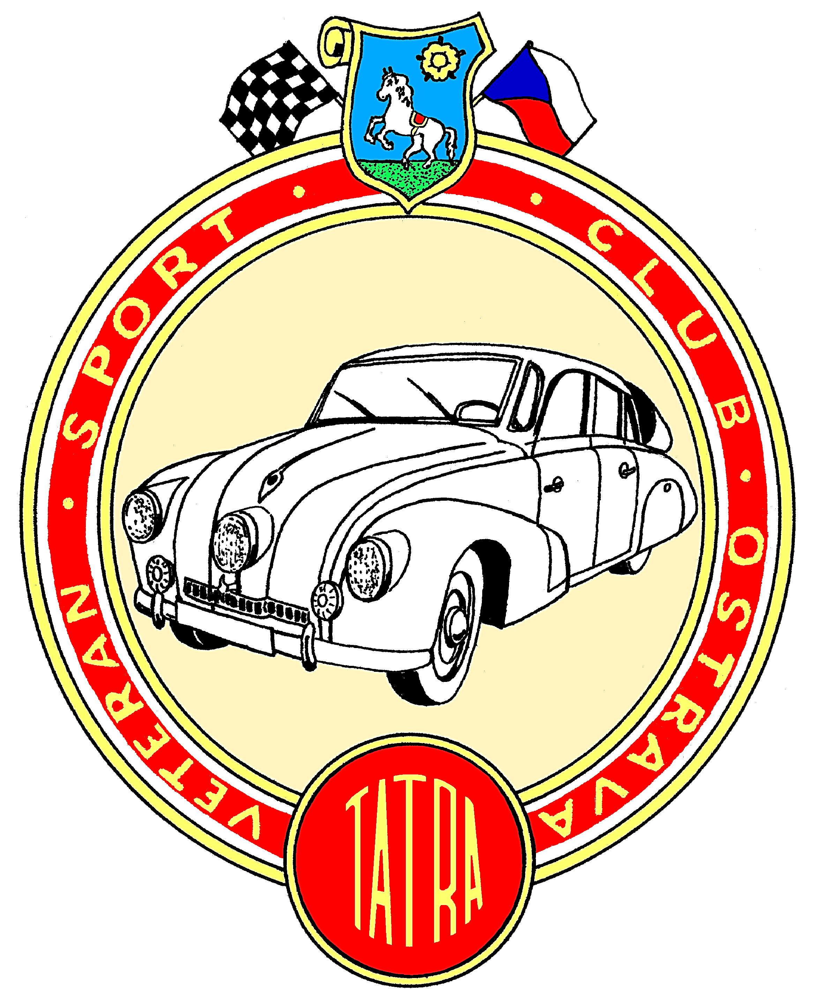 VETERAN · SPORT · · CLUB · OSTRAVA
TATRA